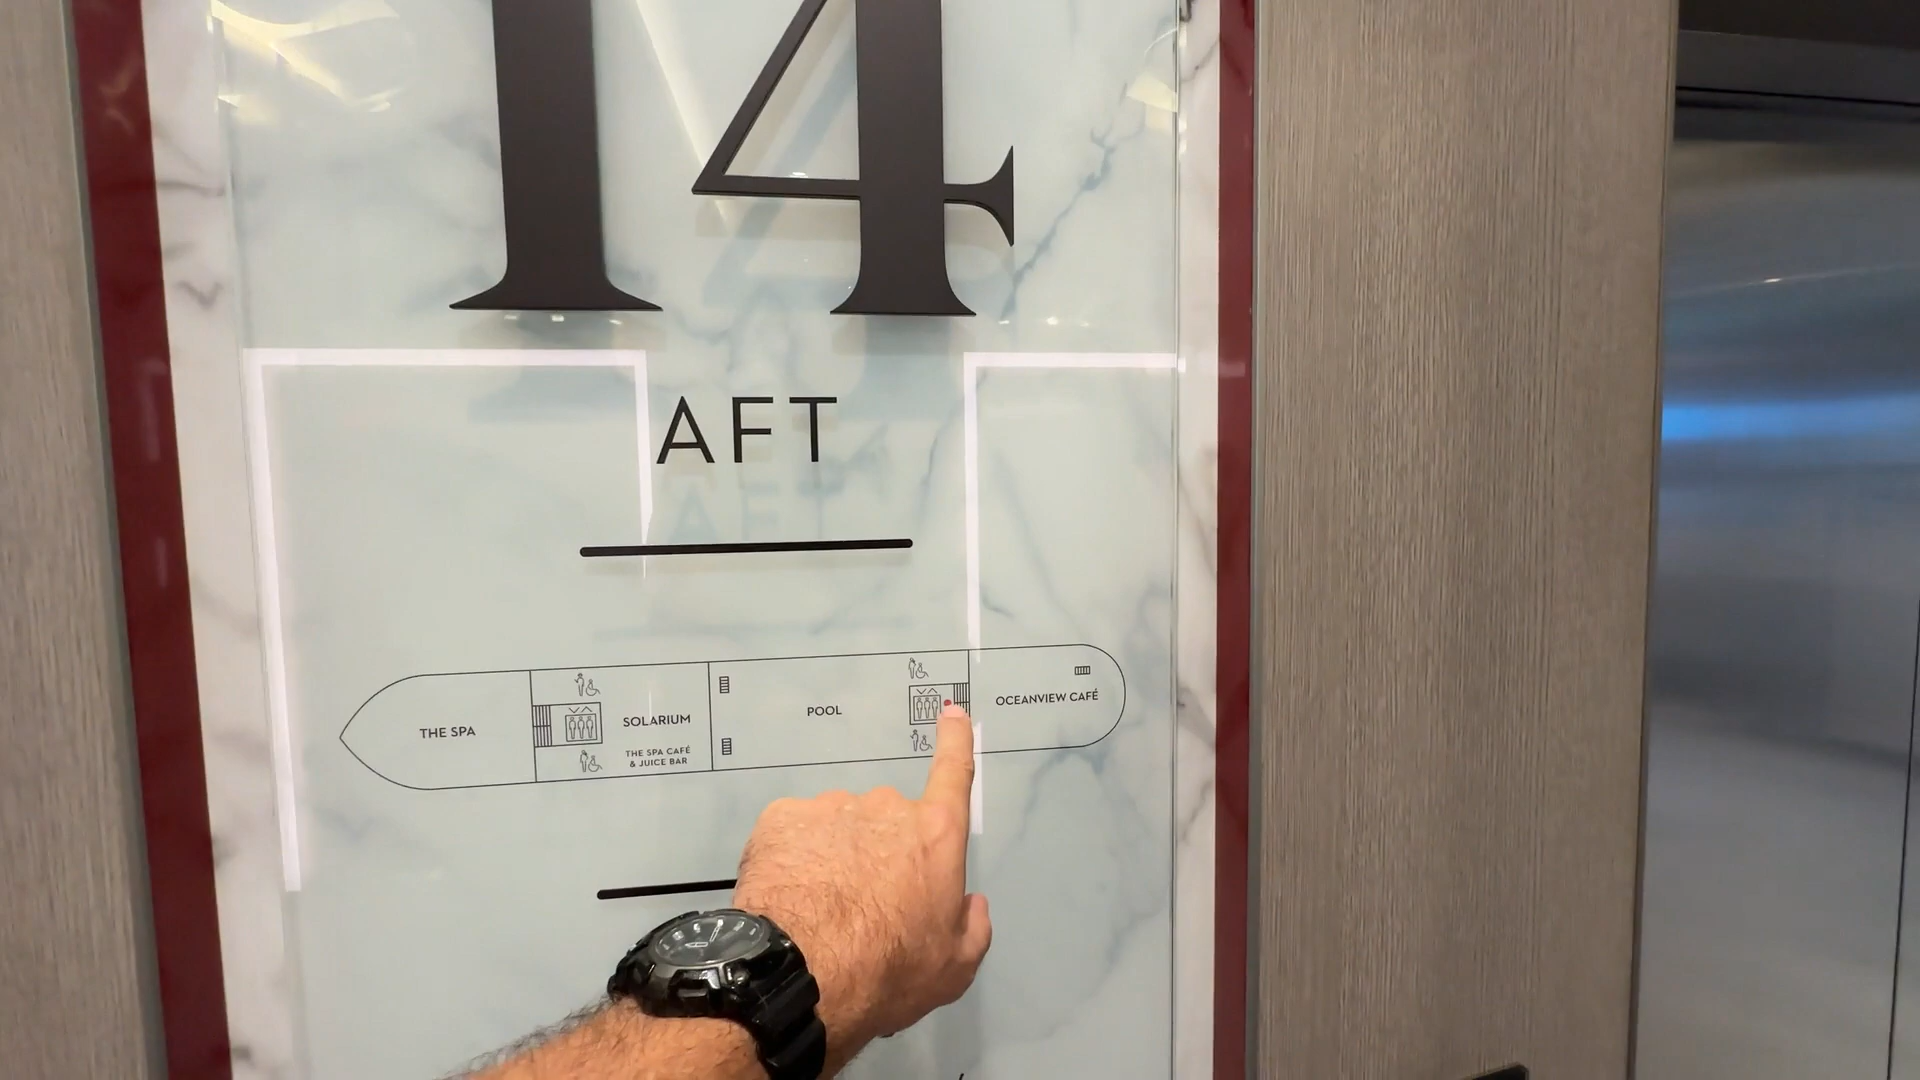 14
AFT
THE SPA
SOLARIUM
THE SPA CAFÉ
& JUICE BAR
POOL
OCEANVIEW CAFÉ